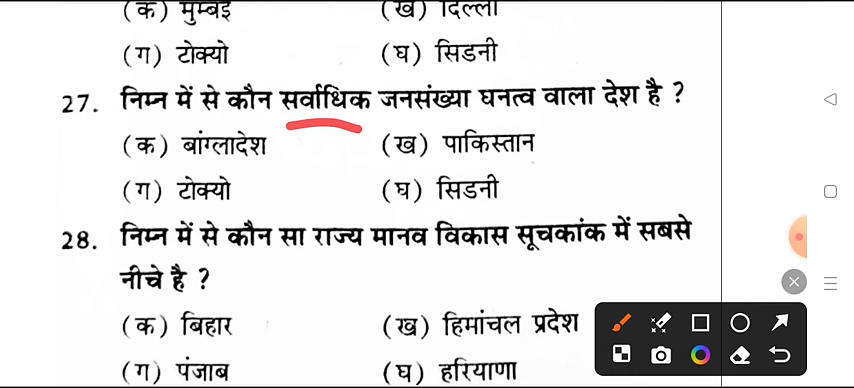 (क) मुम्बई (ख) दिल्ली
(ग) टोक्यो (घ) सिडनी
27. निम्न में से कौन सर्वाधिक जनसंख्या घनत्व वाला देश है ?
(क) बांग्लादेश (ख) पाकिस्तान
(ग) टोक्यो (घ) सिडनी
28. निम्न में से कौन सा राज्य मानव विकास सूचकांक में सबसे
नीचे है ?
(क) बिहार (ख) हिमांचल प्रदेश
(ग) पंजाब (घ) हरियाणा